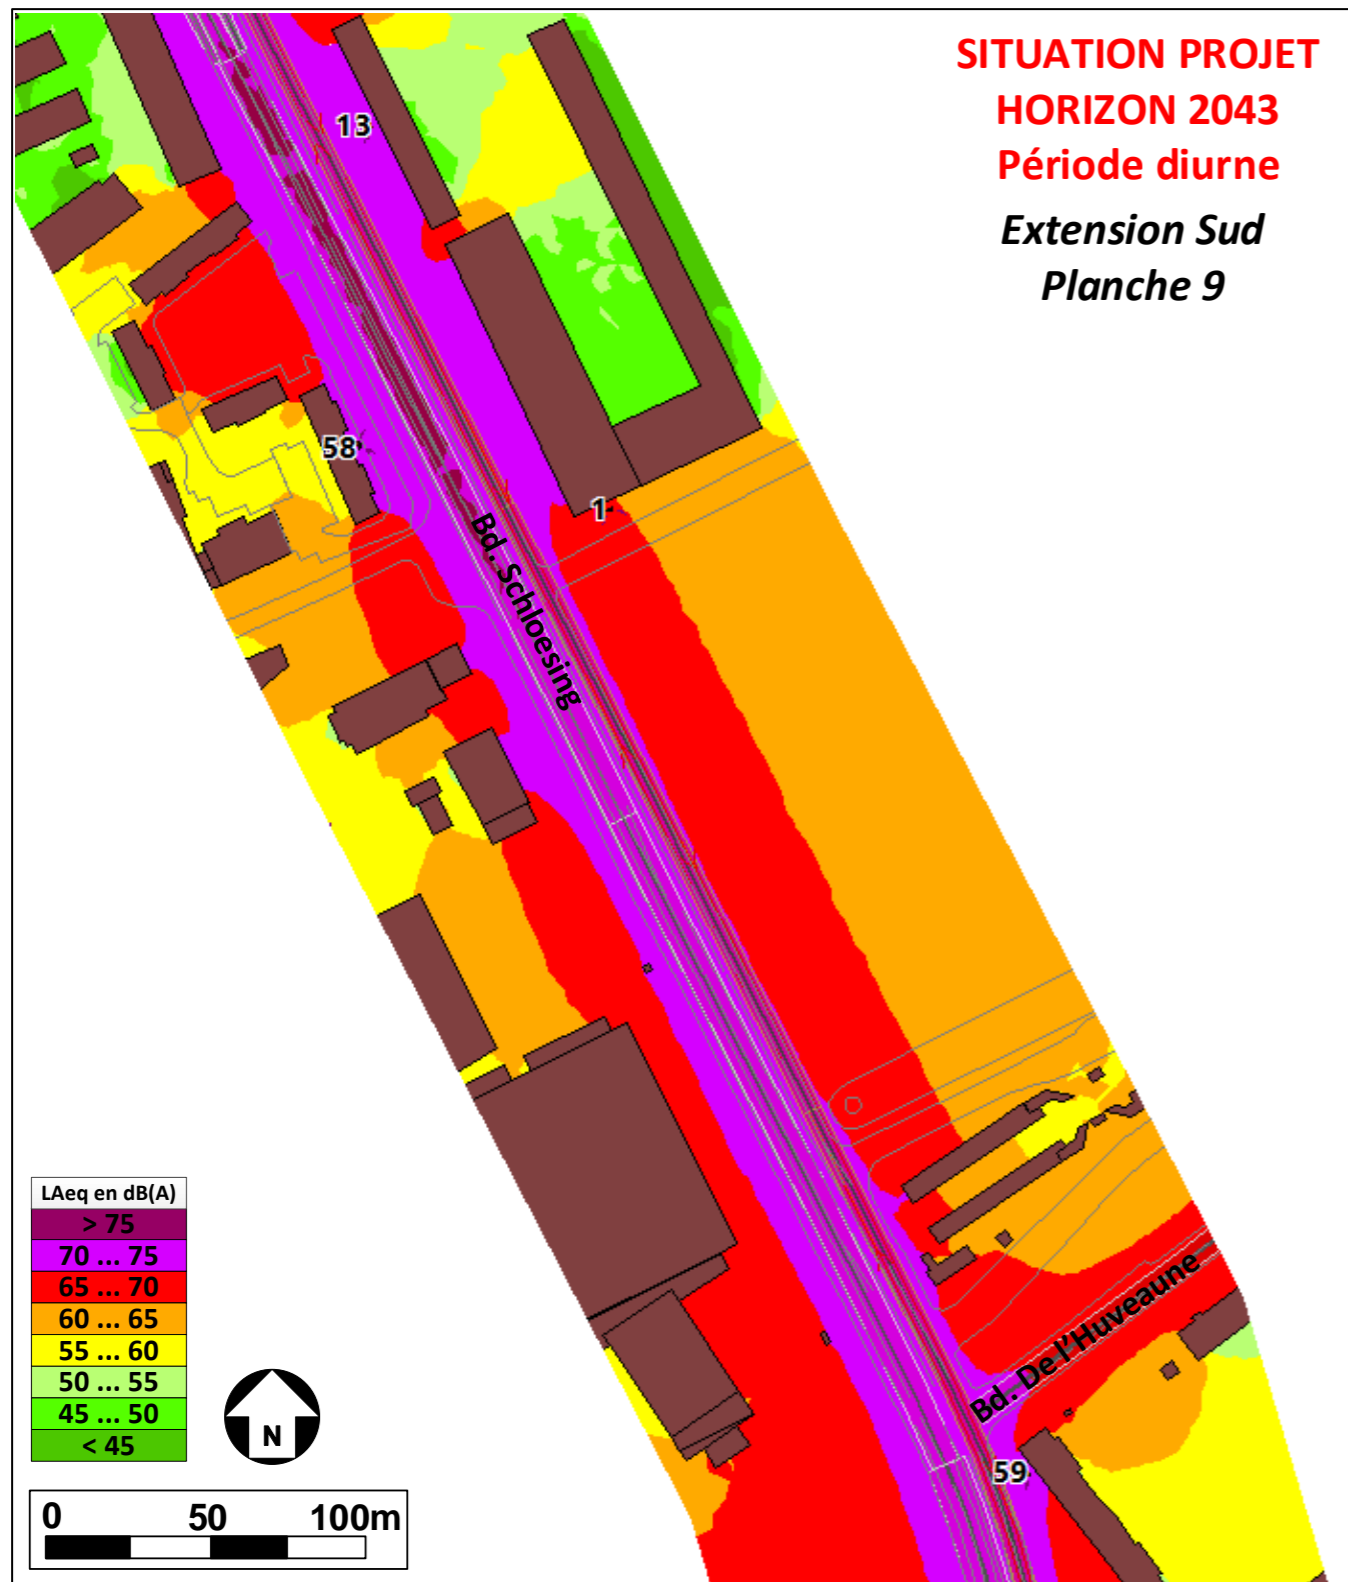 SITUATION PROJET
HORIZON 2043
Période diurne
Extension Sud
Planche 9
13
58
1
Bd. Schloesing
Bd. De l'Huveaune
59
LAeq en dB(A)
> 75
70 ... 75
65 ... 70
60 ... 65
55 ... 60
50 ... 55
45 ... 50
< 45
N
0 50 100m